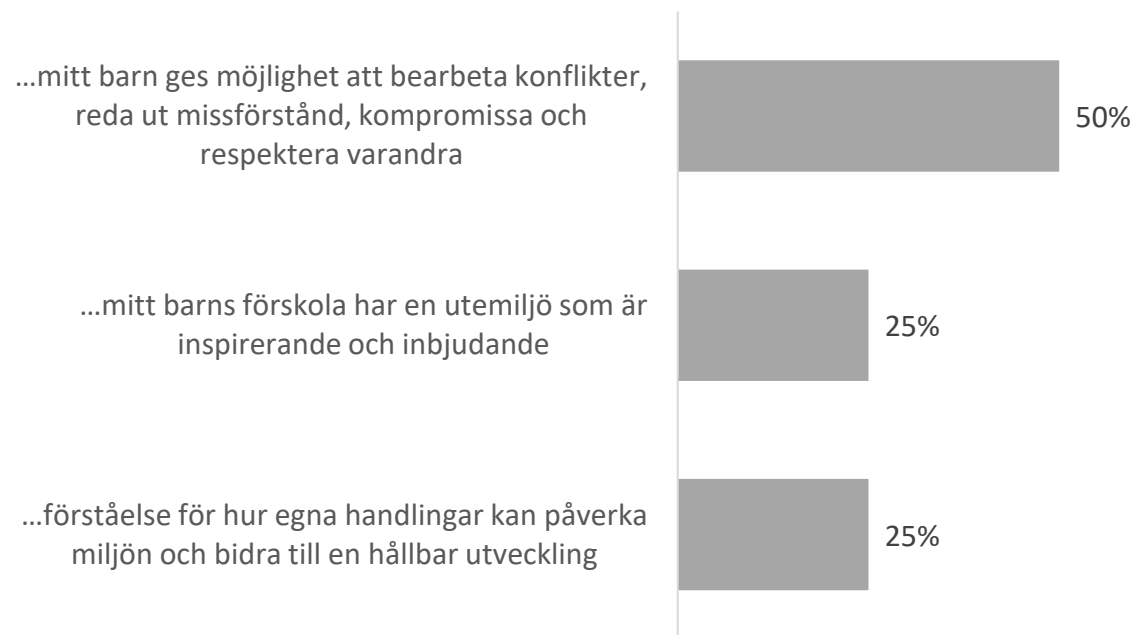 …mitt barn ges möjlighet att bearbeta konflikter,
reda ut missförstånd, kompromissa och
respektera varandra
50%
…mitt barns förskola har en utemiljö som är
inspirerande och inbjudande
25%
…förståelse för hur egna handlingar kan påverka
miljön och bidra till en hållbar utveckling
25%